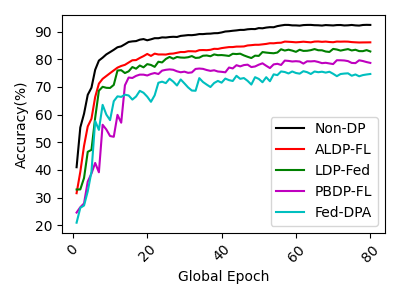 90
80
70
60
50
40
30
20
Accuracy(%)
Non-DP
ALDP-FL
LDP-Fed
PBDP-FL
Fed-DPA
0
20
40
60
80
Global Epoch